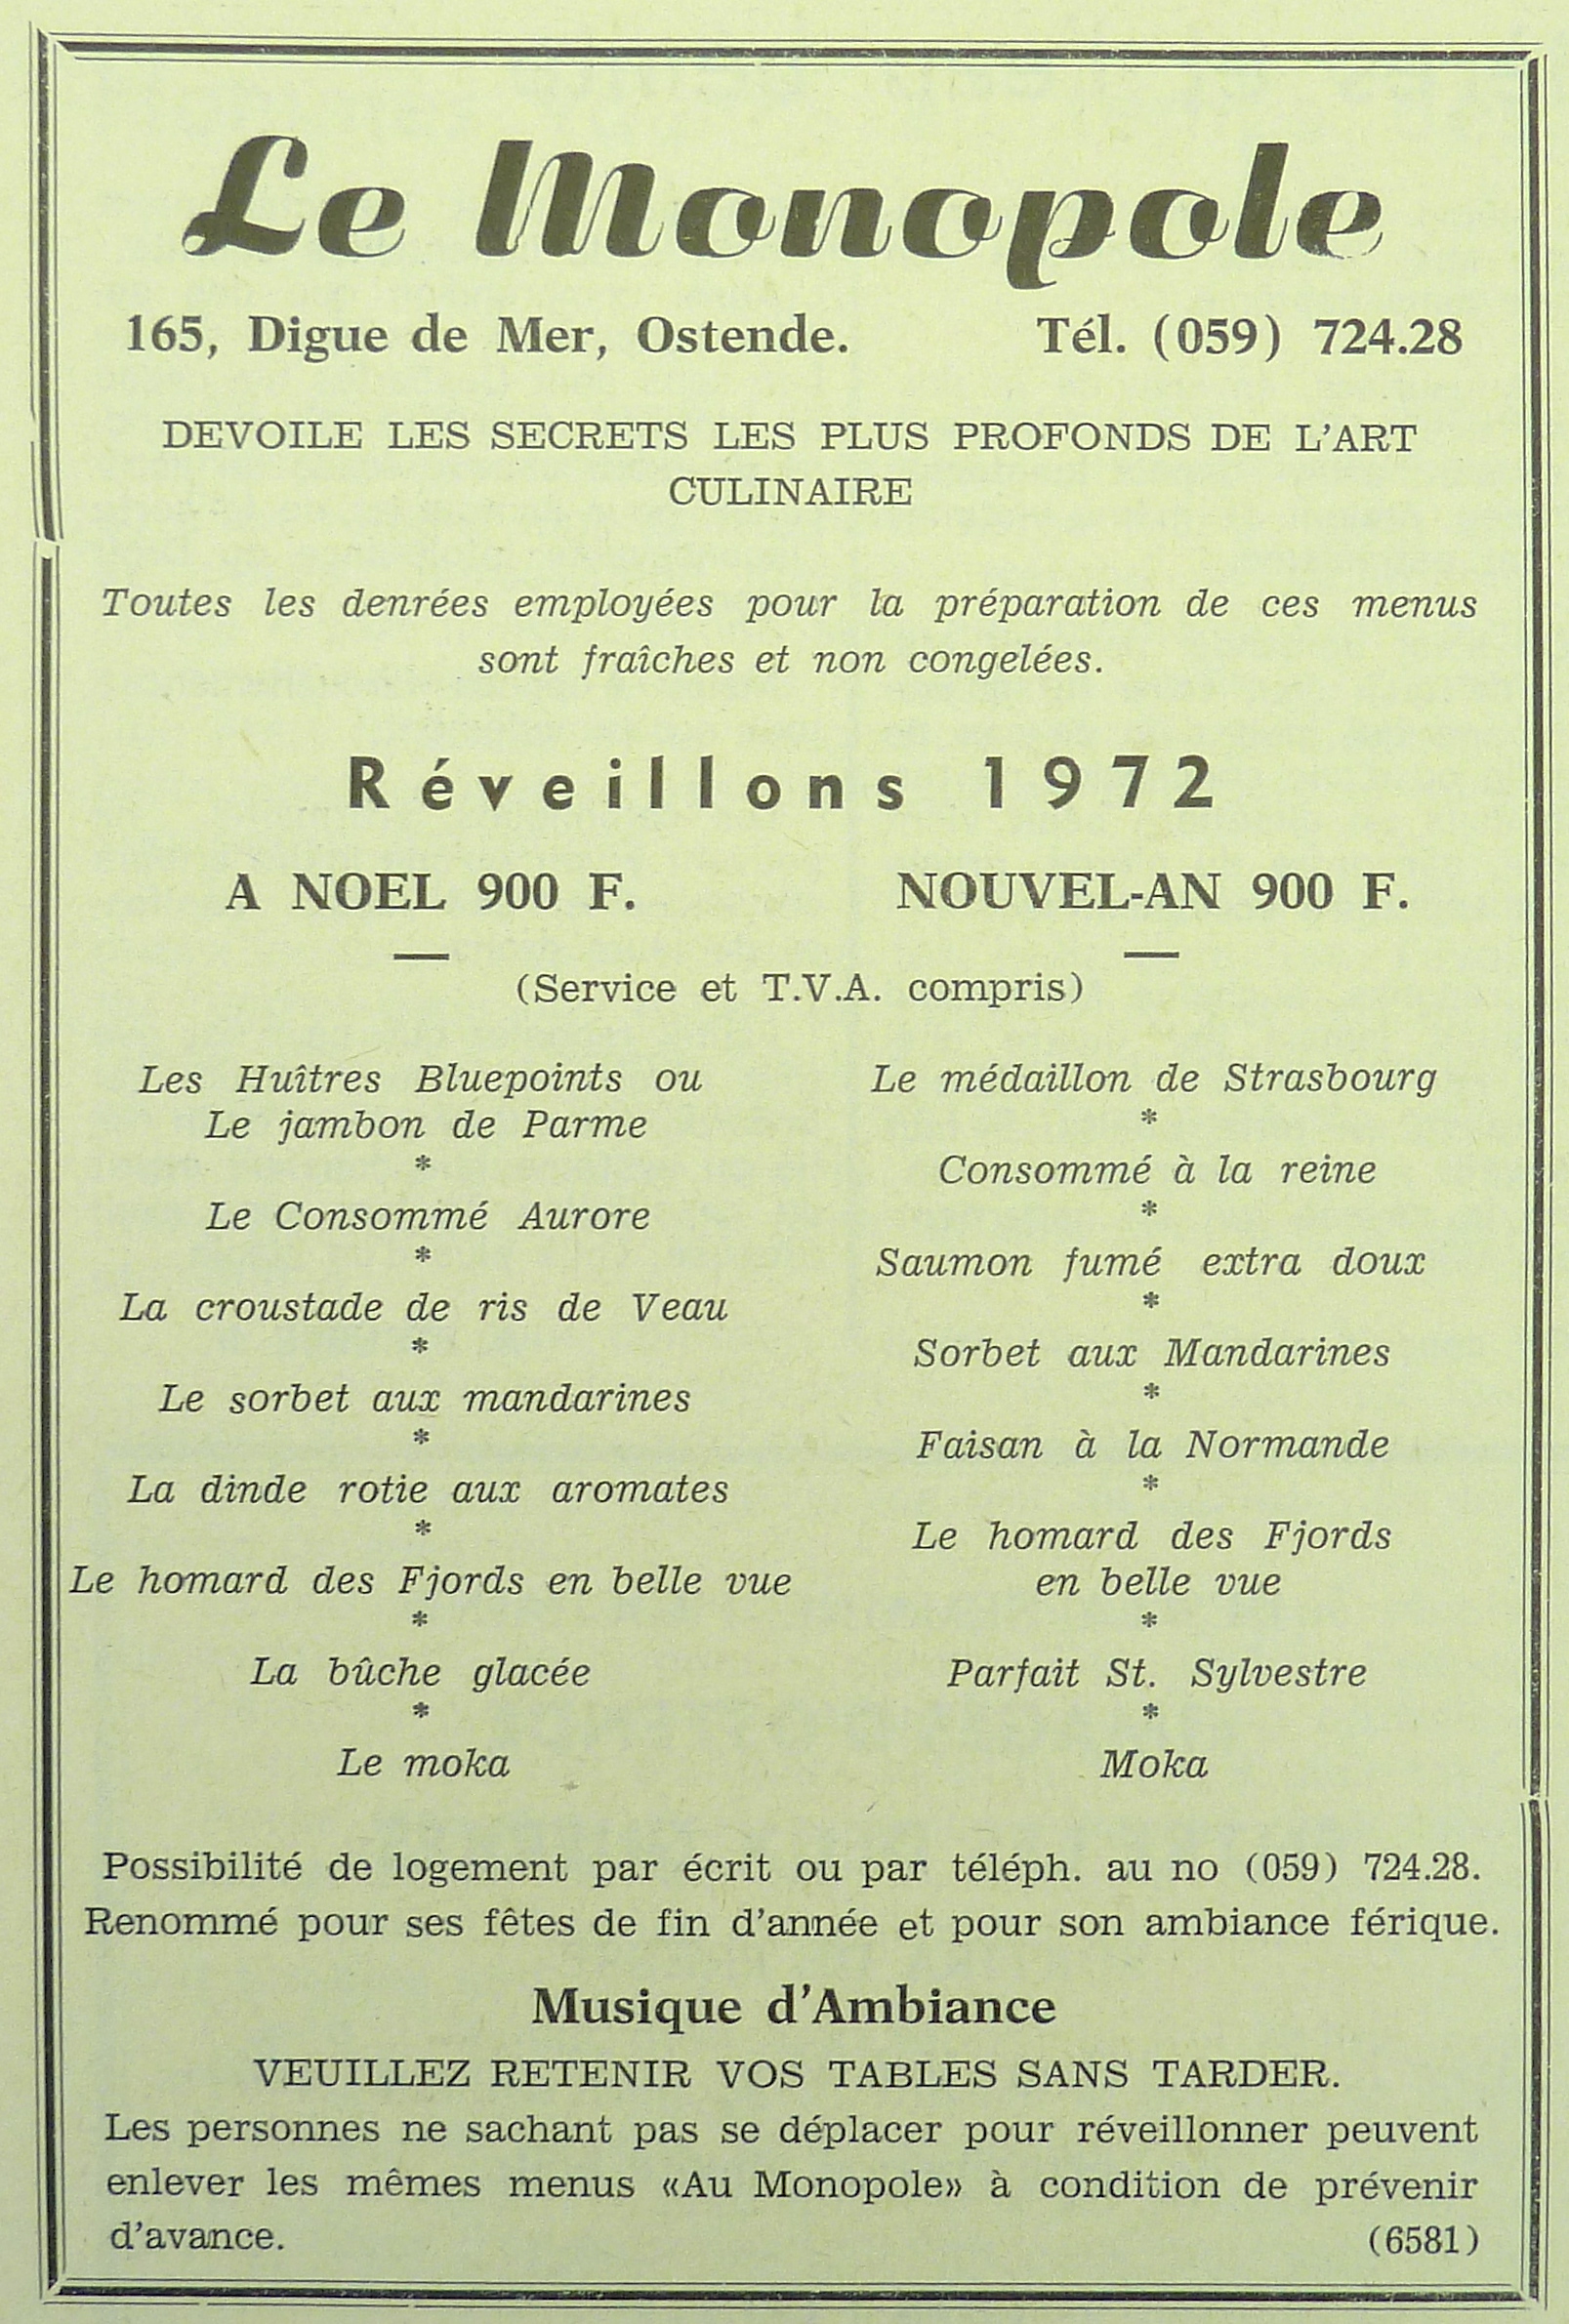 Le Monopole
165, Digue de Mer, Ostende. Tél. (059) 724.28
DEVOILE LES SECRETS LES PLUS PROFONDS DE L'ART
CULINAIRE
Toutes les denrées employées pour la préparation de ces menus
sont fraîches et non congelées.
Réveillons 1972
A NOEL 900 F. NOUVEL-AN 900 F.
(Service et T.V.A. compris)
Les Huîtres Bluepoints ou
Le jambon de Parme
*
Le Consommé Aurore
*
La croustade de ris de Veau
*
Le sorbet aux mandarines
*
La dinde rotie aux aromates
*
Le homard des Fjords en belle vue
*
La bûche glacée
*
Le moka
Le médaillon de Strasbourg
*
Consommé à la reine
*
Saumon fumé extra doux
*
Sorbet aux Mandarines
*
Faisan à la Normande
*
Le homard des Fjords
en belle vue
*
Parfait St. Sylvestre
*
Moka
Possibilité de logement par écrit ou par téléph. au no (059) 724.28.
Renommé pour ses fêtes de fin d'année et pour son ambiance férique.
Musique d'Ambiance
VEUILLEZ RETENIR VOS TABLES SANS TARDER.
Les personnes ne sachant pas se déplacer pour réveillonner peuvent
enlever les mêmes menus «Au Monopole» à condition de prévenir
d'avance. (6581)